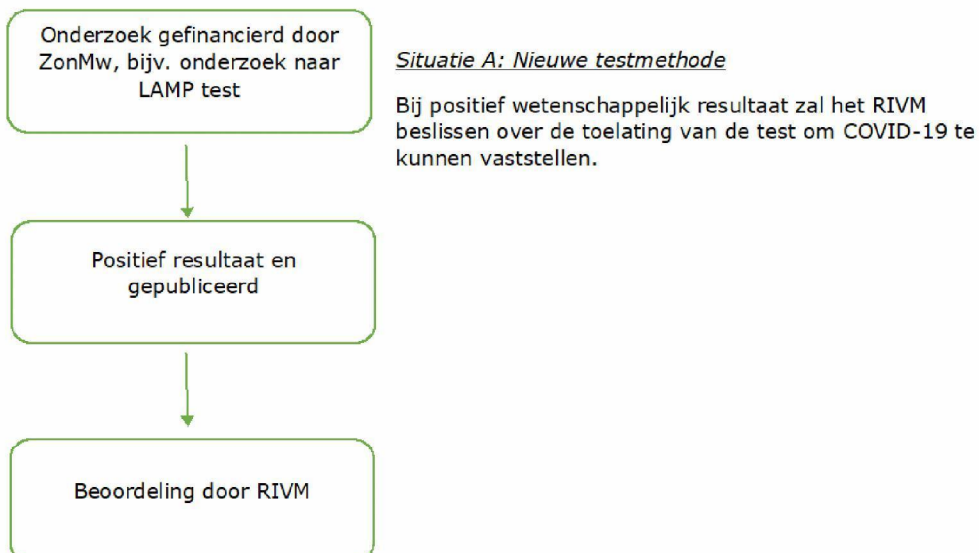 Onderzoek gefinancierd door
ZonMw, bijv. onderzoek naar
LAMP test
Situatie A: Nieuwe testmethode
Bij positief wetenschappelijk resultaat zal het RIVM
beslissen over de toelating van de test om COVID-19 te
kunnen vaststellen.
Positief resultaat en
gepubliceerd
Beoordeling door RIVM